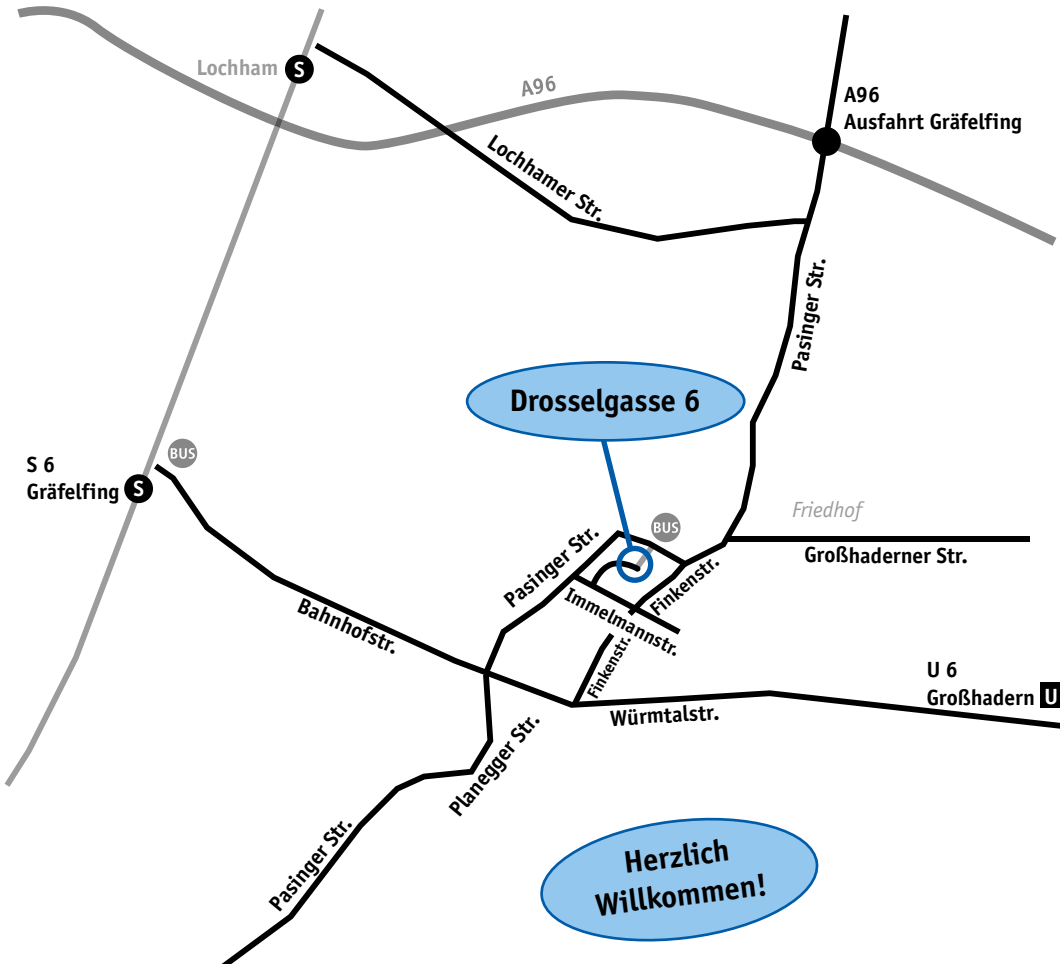 Lochham S
A96
A96
Ausfahrt Gräfelfing
Lochhamer Str.
Pasinger Str.
Drosselgasse 6
S 6
Gräfelfing S
BUS
BUS
Friedhof
Großhaderner Str.
Pasinger Str.
Finkenstr.
Immelmannstr.
Bahnhofstr.
Finkenstr.
U 6
Großhadern U
Würmtalstr.
Planegger Str.
Pasinger Str.
Herzlich
Willkommen!